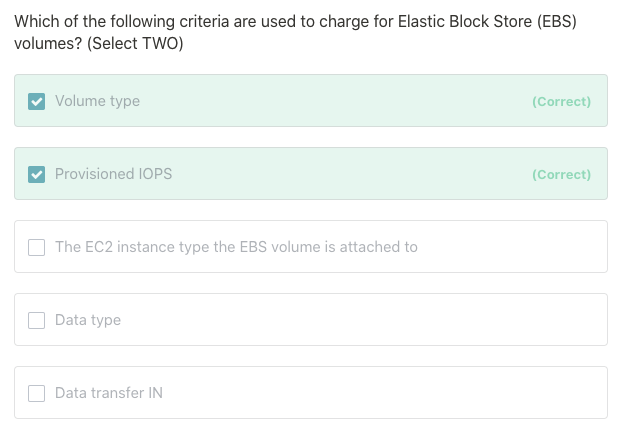 Which of the following criteria are used to charge for Elastic Block Store (EBS)
volumes? (Select TWO)
Volume type (Correct)
Provisioned IOPS (Correct)
The EC2 instance type the EBS volume is attached to
Data type
Data transfer IN